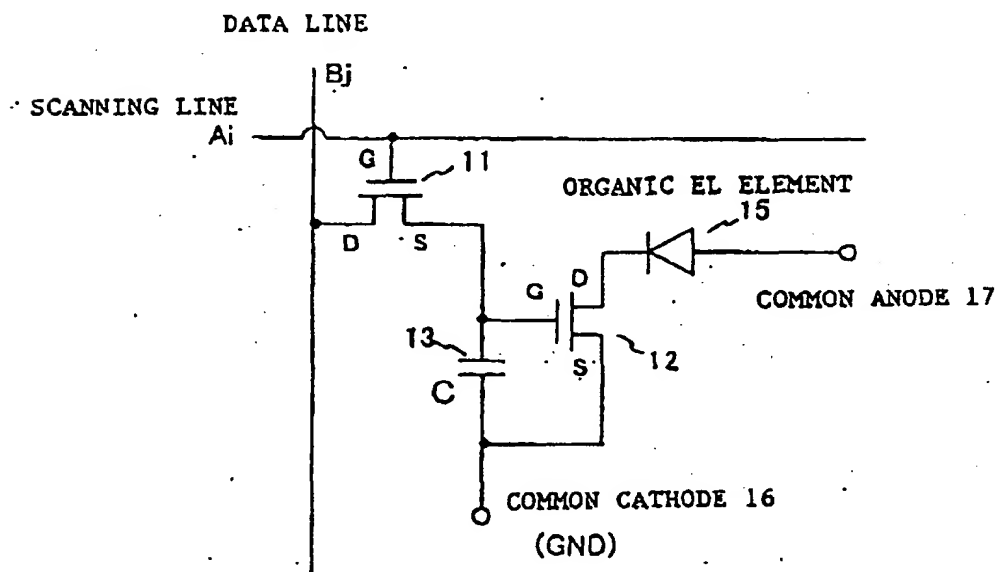 DATA LINE
Bj
SCANNING LINE
Ai
G
11
D
S
ORGANIC EL ELEMENT
15
G
D
COMMON ANODE 17
13
12
C
S
COMMON CATHODE 16
(GND)